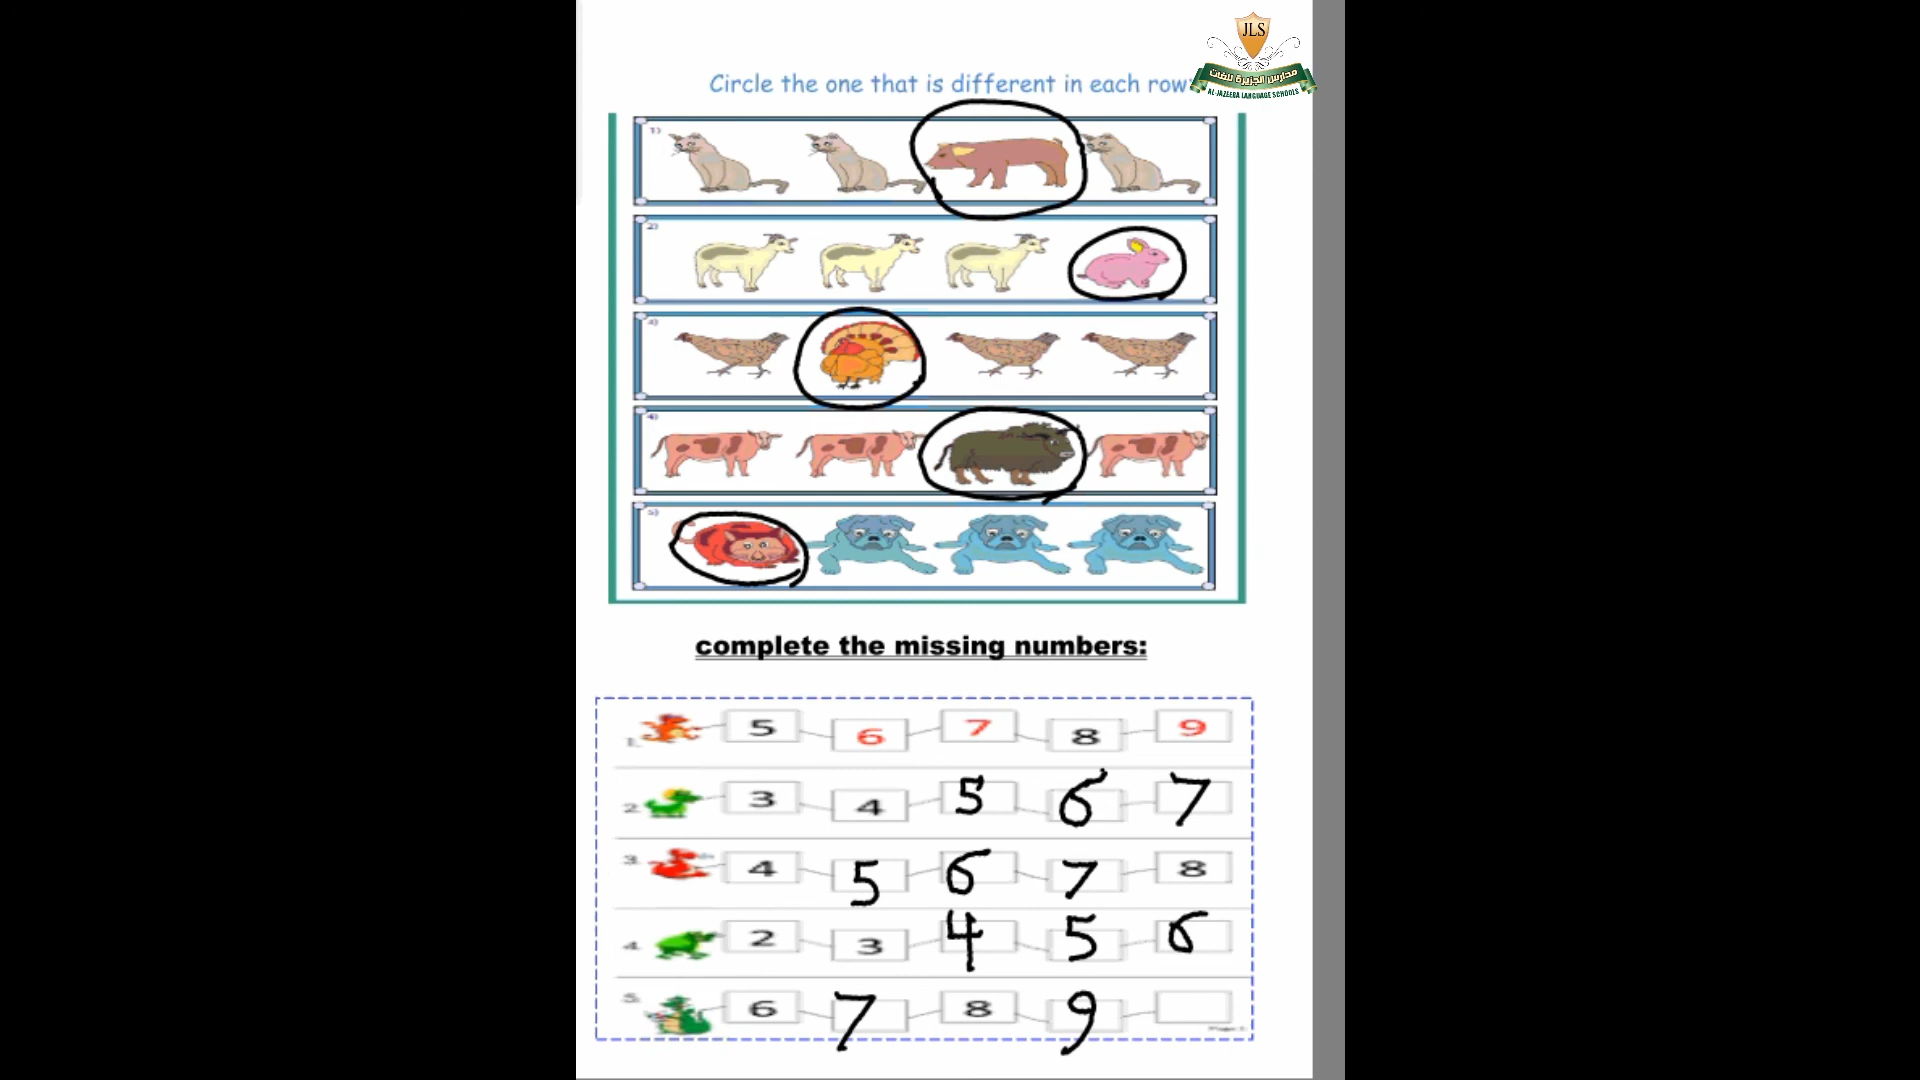 JLS
مدارس الجزيرة للغات
AL-JAZEERA LANGUAGE SCHOOLS
Circle the one that is different in each row
1)
2)
4)
5)
complete the missing numbers:
1. 5 6 7 8 9
2. 3 4 5 6 7
3. 4 5 6 7 8
4. 2 3 4 5 6
5. 6 7 8 9